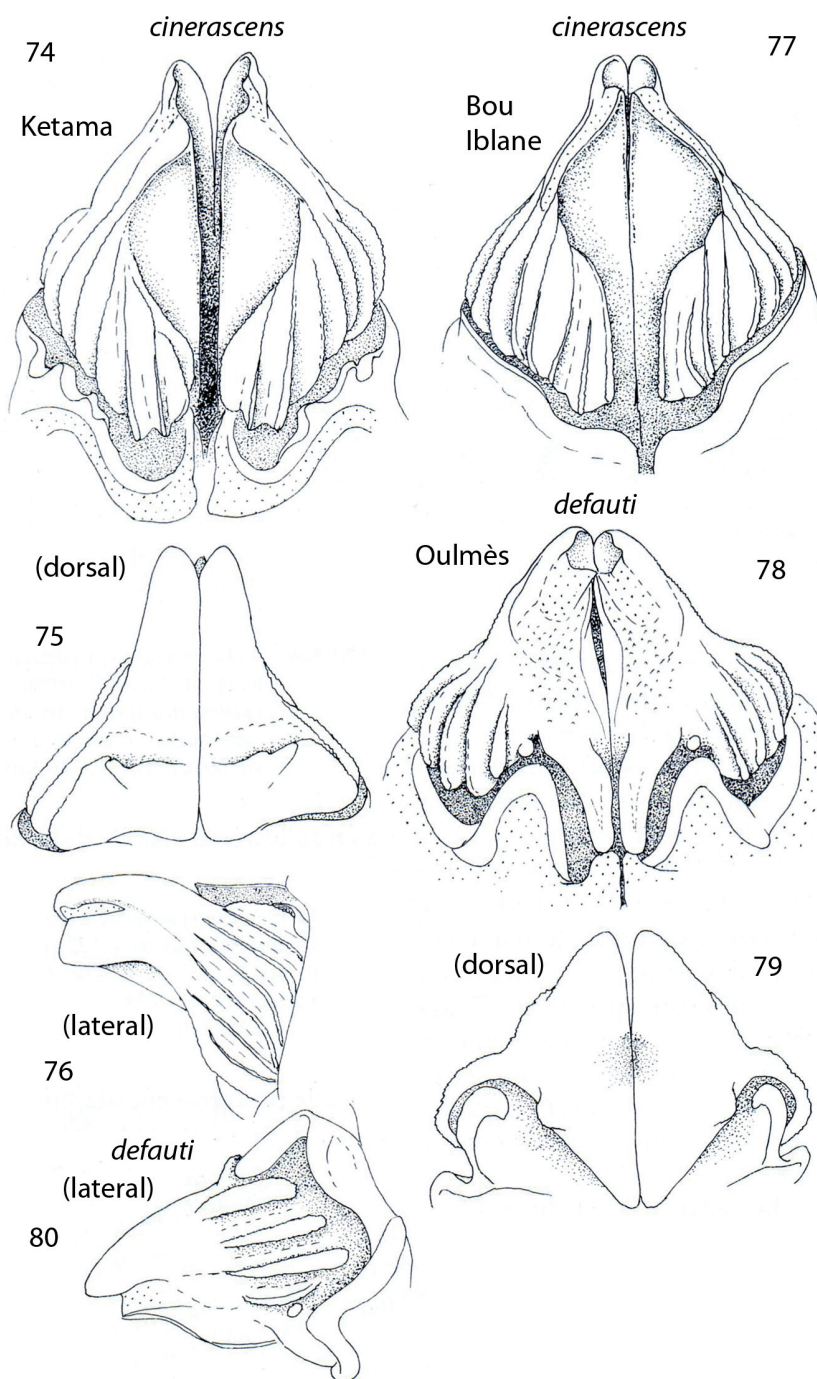 cinerascens
74
Ketama
cinerascens
77
Bou
Iblane
(dorsal)
75
defauti
Oulmès
78
(lateral)
76
(dorsal)
79
defauti
(lateral)
80